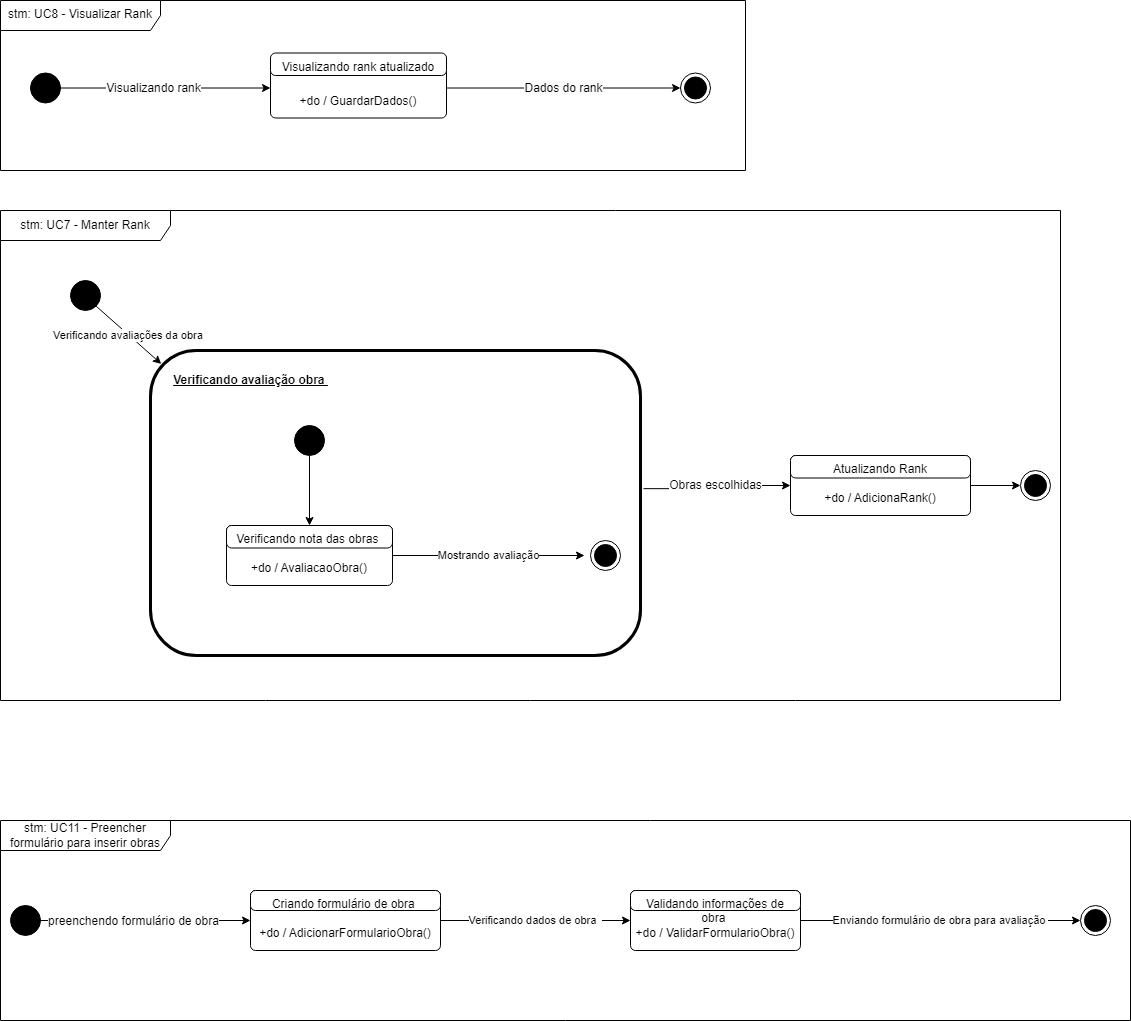 stm: UC8 - Visualizar Rank
Visualizando rank
Visualizando rank atualizado
+do / GuardarDados()
Dados do rank
stm: UC7 - Manter Rank
Verificando avaliações da obra
Verificando avaliação obra
Verificando nota das obras
+do / AvaliacaoObra()
Mostrando avaliação
Obras escolhidas
Atualizando Rank
+do / AdicionaRank()
stm: UC11 - Preencher
formulário para inserir obras
preenchendo formulário de obra
Criando formulário de obra
+do / AdicionarFormularioObra()
Verificando dados de obra
Validando informações de
obra
+do / ValidarFormularioObra()
Enviando formulário de obra para avaliação